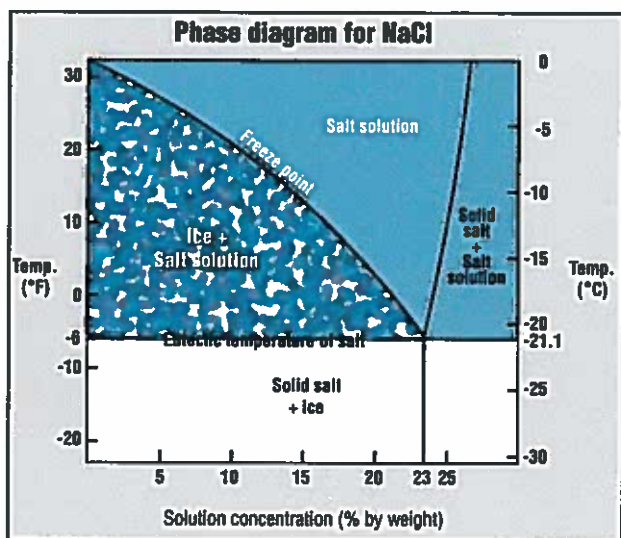 Phase diagram for NaCl
30
20
10
0
-6
-10
-20
Temp.
(°F)
0
-5
-10
-15
-20
-21.1
-25
-30
Temp.
(°C)
Salt solution
Freeze point
Ice +
Salt solution
Solid
salt
+
Salt
solution
Eutectic temperature of salt
Solid salt
+ Ice
5
10
15
20
23
25
Solution concentration (% by weight)